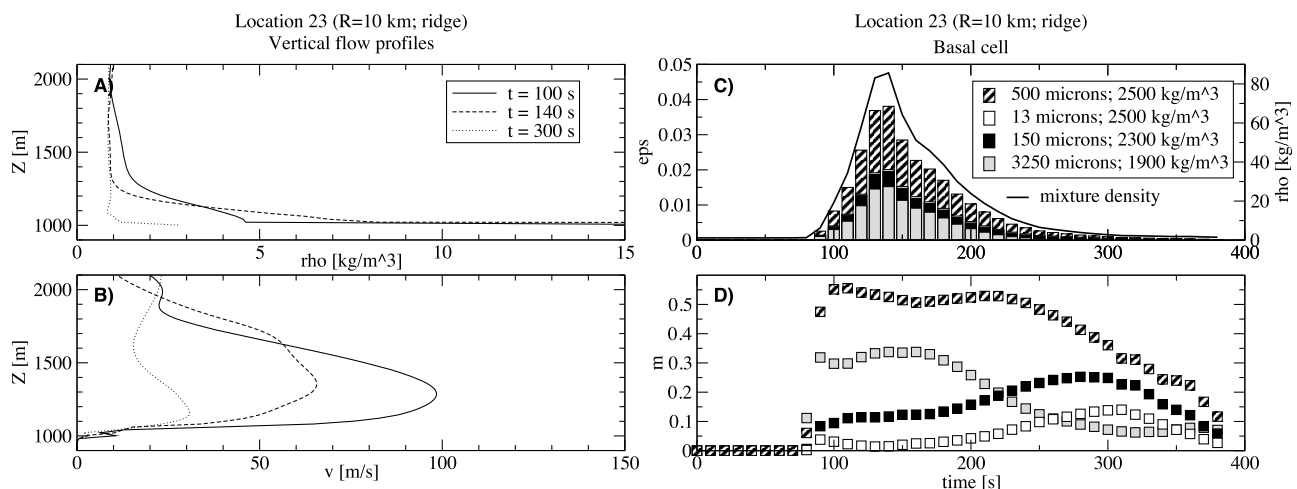 Location 23 (R=10 km; ridge)
Vertical flow profiles
A)
t = 100 s
t = 140 s
t = 300 s
Z [m]
2000
1500
1000
0
5
10
15
rho [kg/m^3]
B)
Z [m]
2000
1500
1000
0
50
100
150
v [m/s]
Location 23 (R=10 km; ridge)
Basal cell
C)
500 microns; 2500 kg/m^3
13 microns; 2500 kg/m^3
150 microns; 2300 kg/m^3
3250 microns; 1900 kg/m^3
mixture density
eps
0.05
0.04
0.03
0.02
0.01
0
rho [kg/m^3]
80
60
40
20
0
0
100
200
300
400
D)
m
0.5
0.4
0.3
0.2
0.1
0
0
100
200
300
400
time [s]